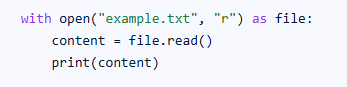 with open("example.txt", "r") as file:
    content = file.read()
    print(content)